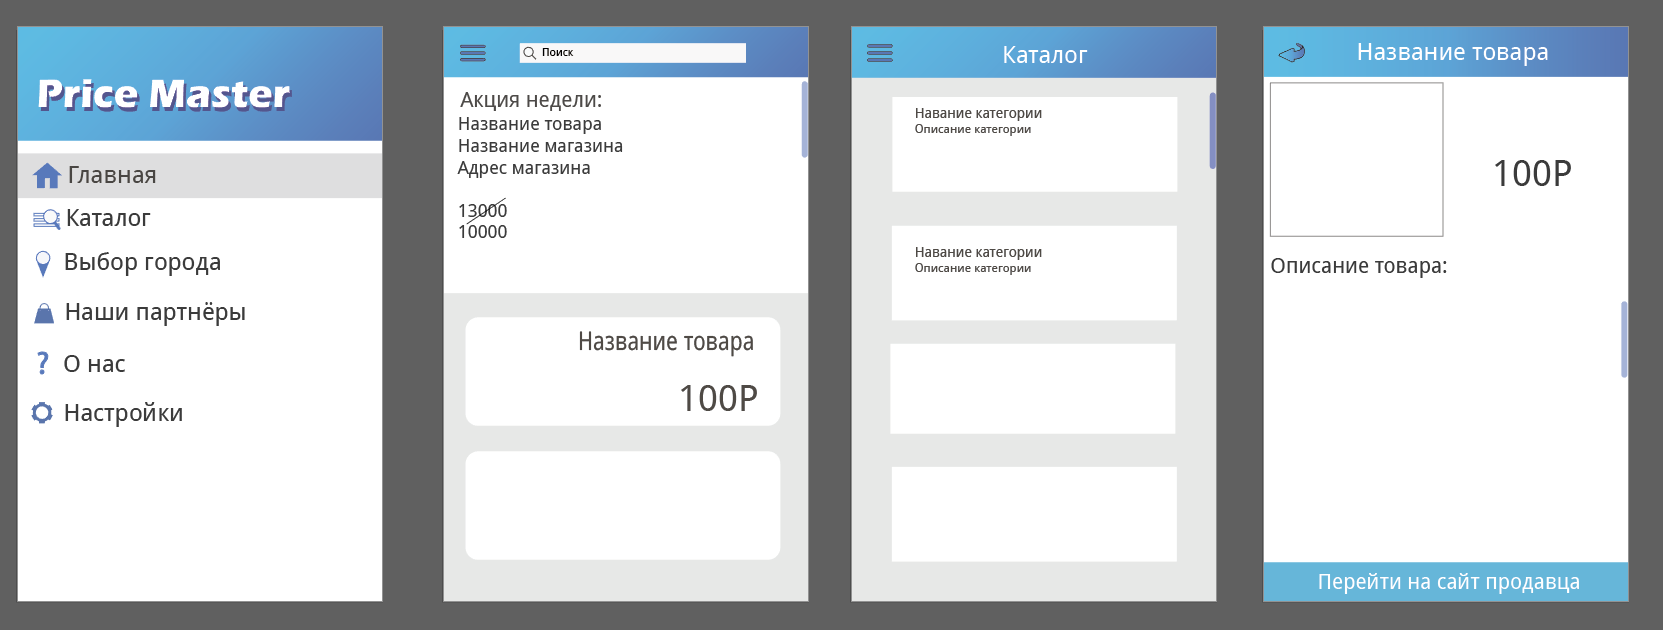 Price Master
Главная
Каталог
Выбор города
Наши партнёры
? О нас
Настройки
Поиск
Акция недели:
Название товара
Название магазина
Адрес магазина
13000
10000
Название товара
100Р
Каталог
Навание категории
Описание категории
Навание категории
Описание категории
Название товара
100Р
Описание товара:
Перейти на сайт продавца